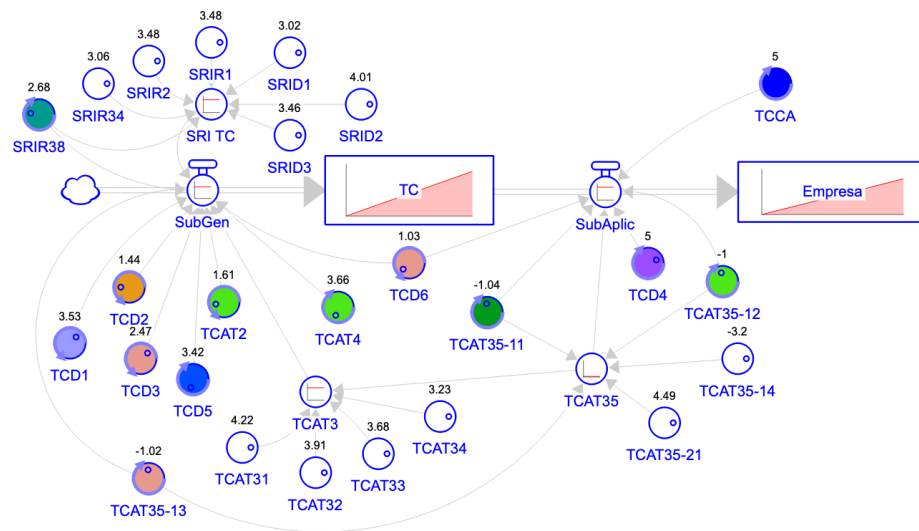 3.48
SRIR1
3.48
SRIR2
3.02
SRID1
3.06
SRIR34
2.68
SRIR38
SRI TC
4.01
SRID2
3.46
SRID3
5
TCCA
SubGen
TC
SubAplic
Empresa
1.03
TCD6
5
TCD4
-1
TCAT35-12
1.44
TCD2
1.61
TCAT2
3.66
TCAT4
-1.04
TCAT35-11
3.53
TCD1
2.47
TCD3
3.42
TCD5
-3.2
TCAT35-14
TCAT35
TCAT3
3.23
TCAT34
4.49
TCAT35-21
4.22
TCAT31
3.91
TCAT32
3.68
TCAT33
-1.02
TCAT35-13